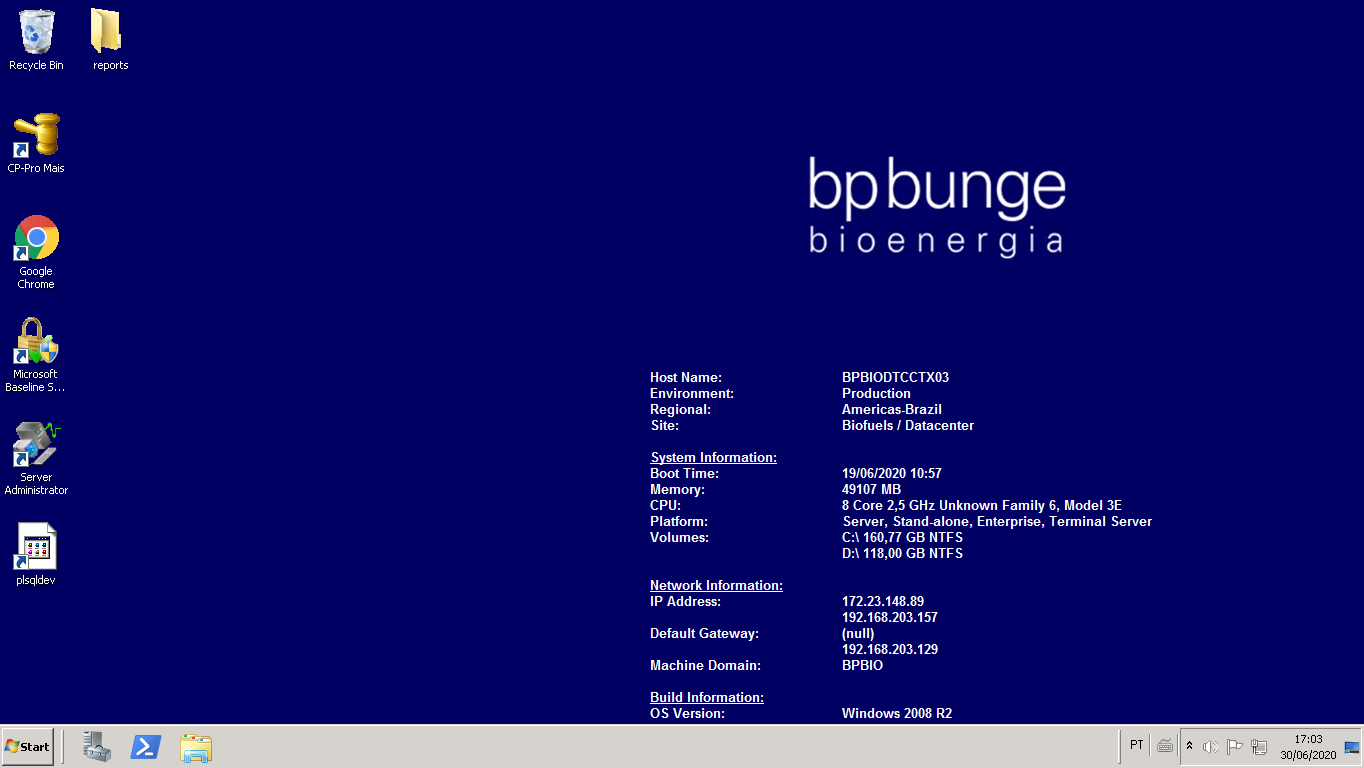 Recycle Bin
reports
CP-Pro Mais
Google
Chrome
Microsoft
Baseline S...
Server
Administrator
plsqldev
bpbunge
bioenergia
Host Name: BPBIODTCCTX03
Environment: Production
Regional: Americas-Brazil
Site: Biofuels / Datacenter
System Information:
Boot Time: 19/06/2020 10:57
Memory: 49107 MB
CPU: 8 Core 2,5 GHz Unknown Family 6, Model 3E
Platform: Server, Stand-alone, Enterprise, Terminal Server
Volumes: C:\ 160,77 GB NTFS
D:\ 118,00 GB NTFS
Network Information:
IP Address: 172.23.148.89
192.168.203.157
Default Gateway: (null)
192.168.203.129
Machine Domain: BPBIO
Build Information:
OS Version: Windows 2008 R2
Start
PT
17:03
30/06/2020